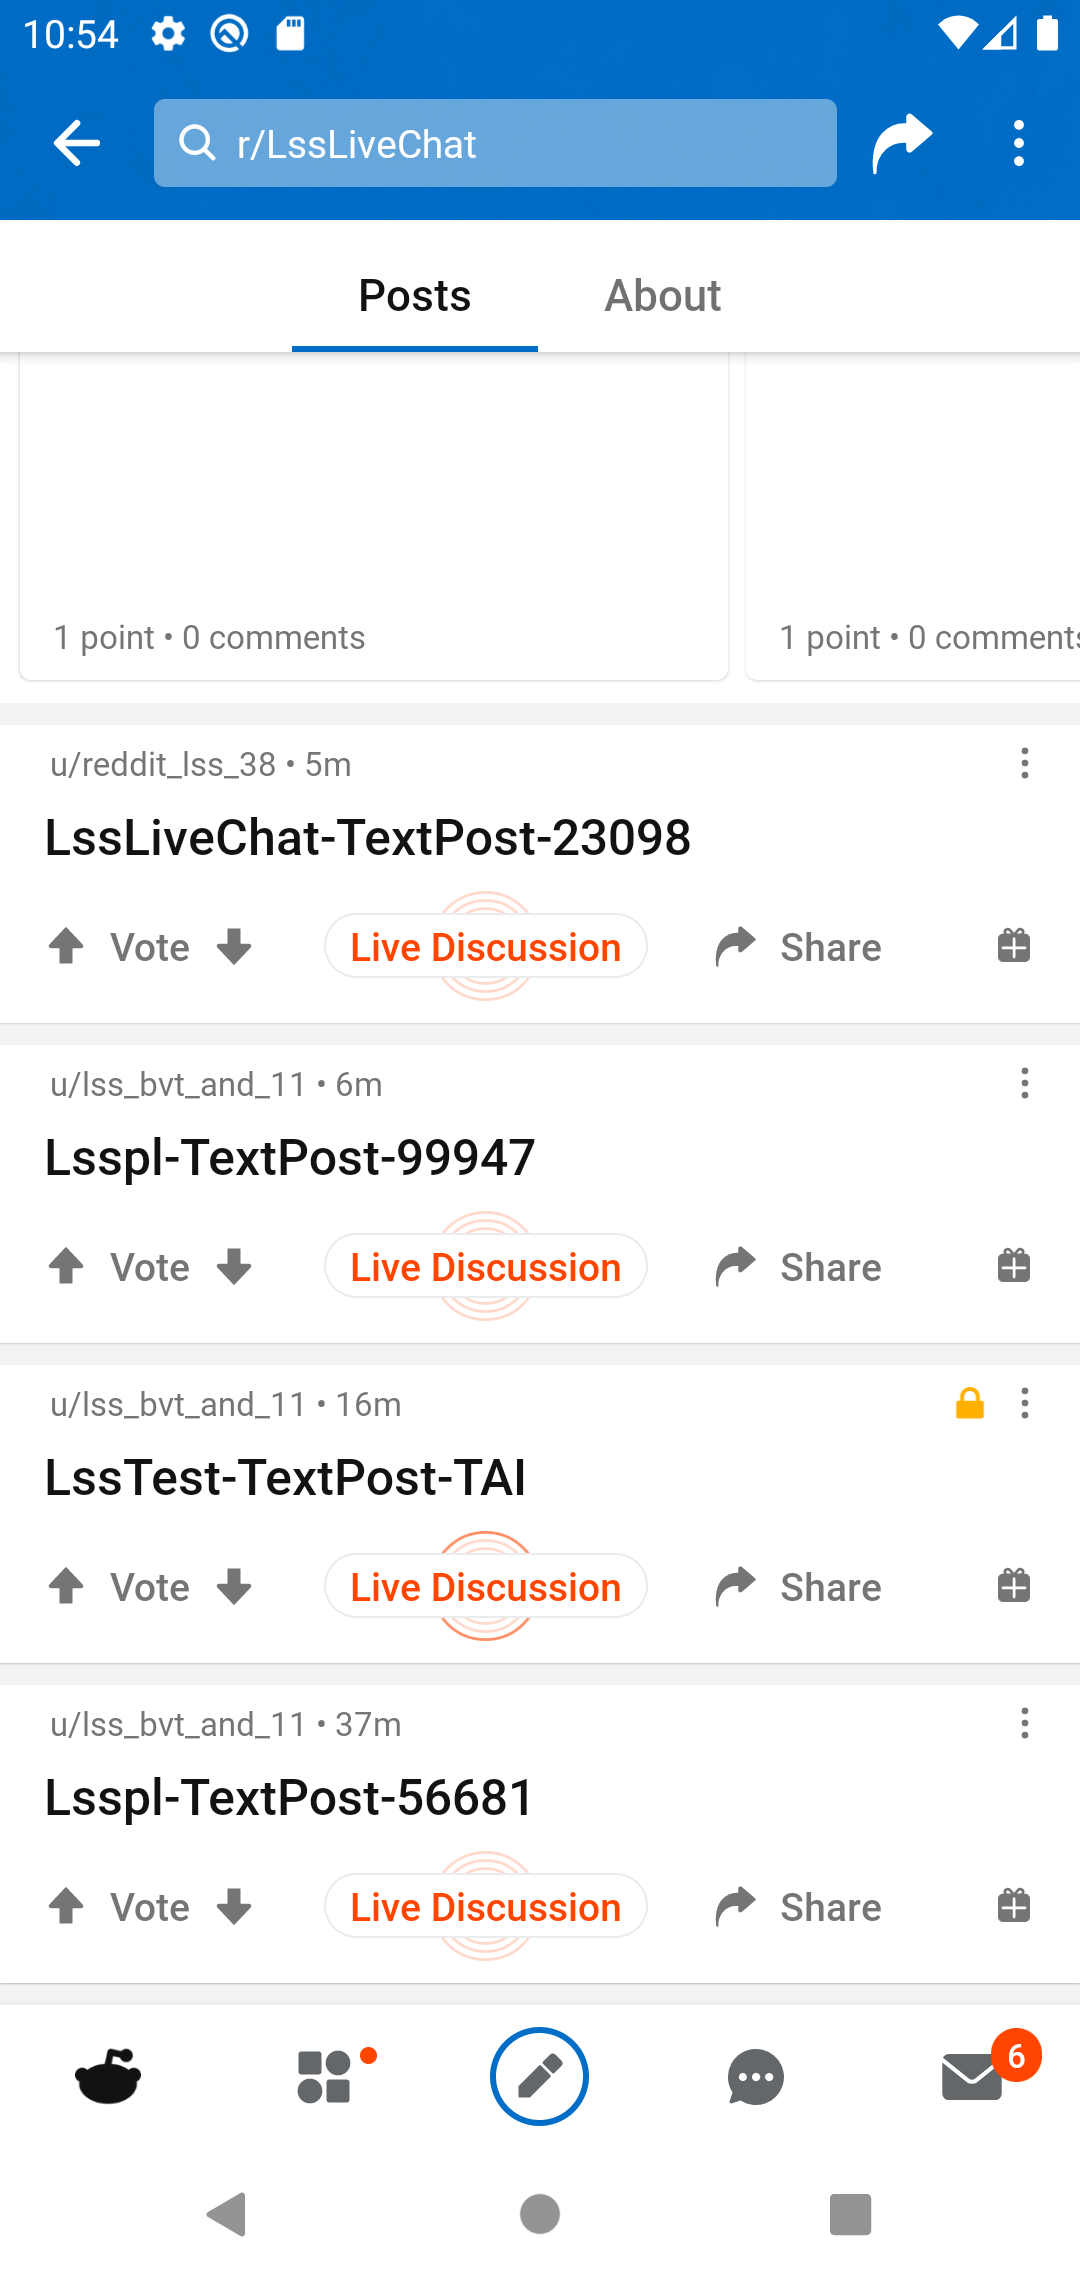 10:54
r/LssLiveChat
Posts About
1 point • 0 comments 1 point • 0 comments
u/reddit_lss_38 • 5m
LssLiveChat-TextPost-23098
Vote Live Discussion Share
u/lss_bvt_and_11 • 6m
Lsspl-TextPost-99947
Vote Live Discussion Share
u/lss_bvt_and_11 • 16m
LssTest-TextPost-TAI
Vote Live Discussion Share
u/lss_bvt_and_11 • 37m
Lsspl-TextPost-56681
Vote Live Discussion Share
6